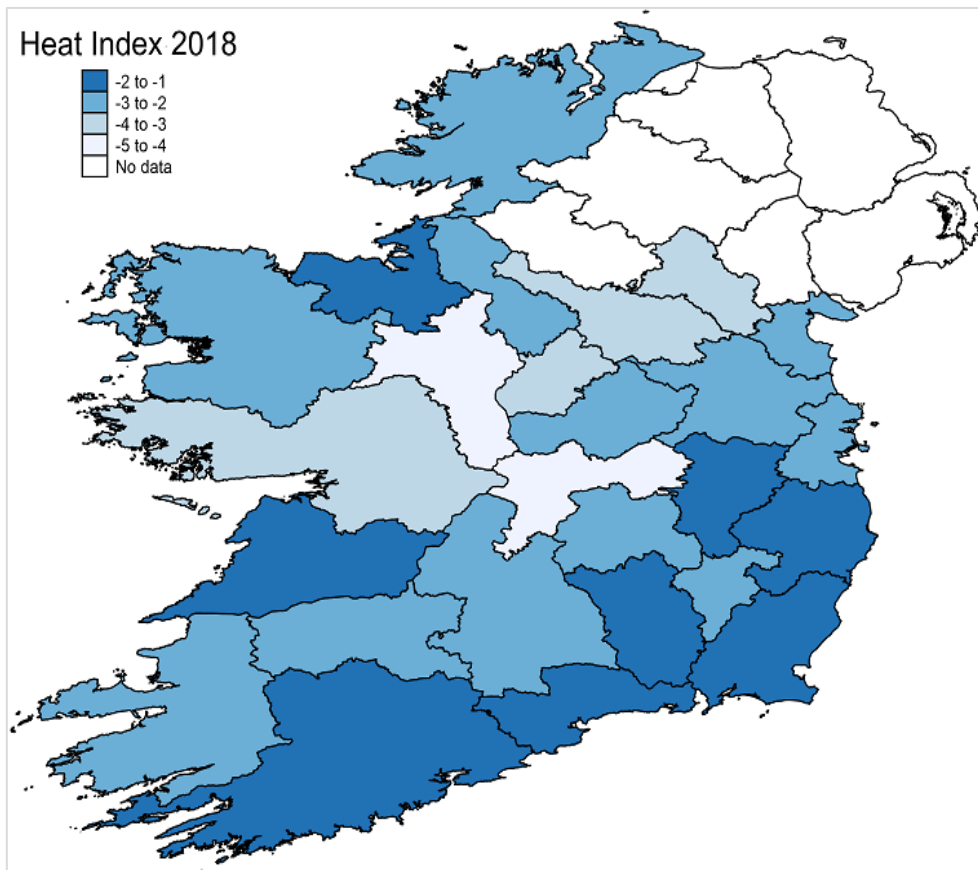 Heat Index 2018
-2 to -1
-3 to -2
-4 to -3
-5 to -4
No data